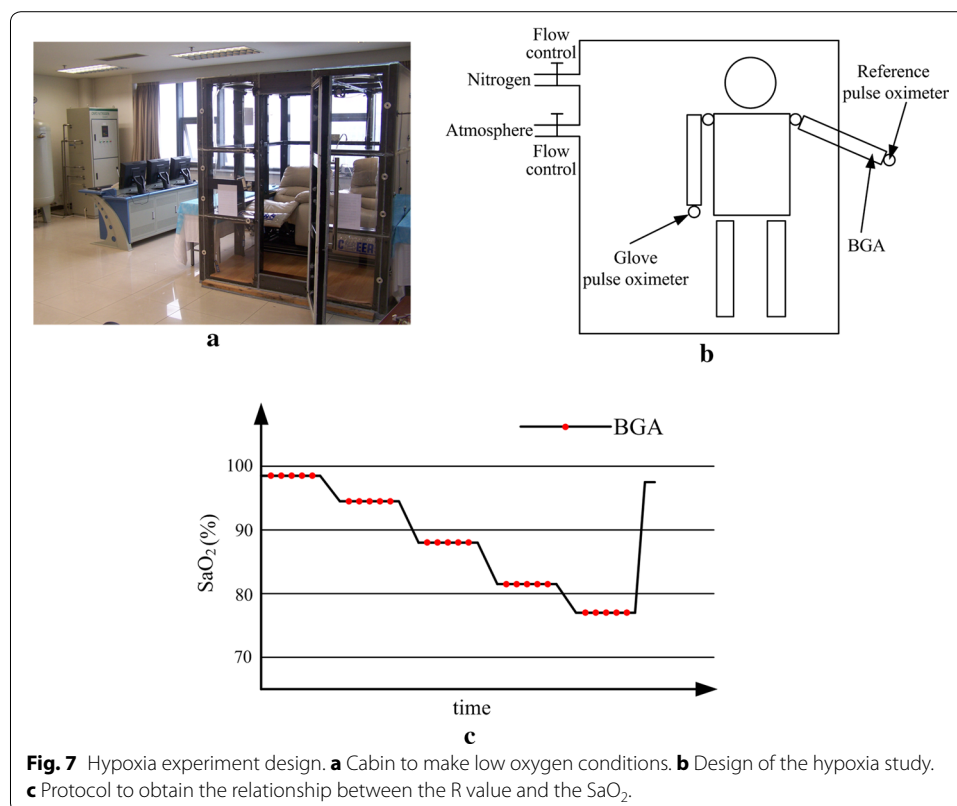 Flow
control
Nitrogen
Atmosphere
Flow
control
Reference
pulse oximeter
BGA
Glove
pulse oximeter
a
b
BGA
100
90
80
70
SaO₂(%)
time
c
Fig. 7 Hypoxia experiment design. a Cabin to make low oxygen conditions. b Design of the hypoxia study.
c Protocol to obtain the relationship between the R value and the SaO₂.